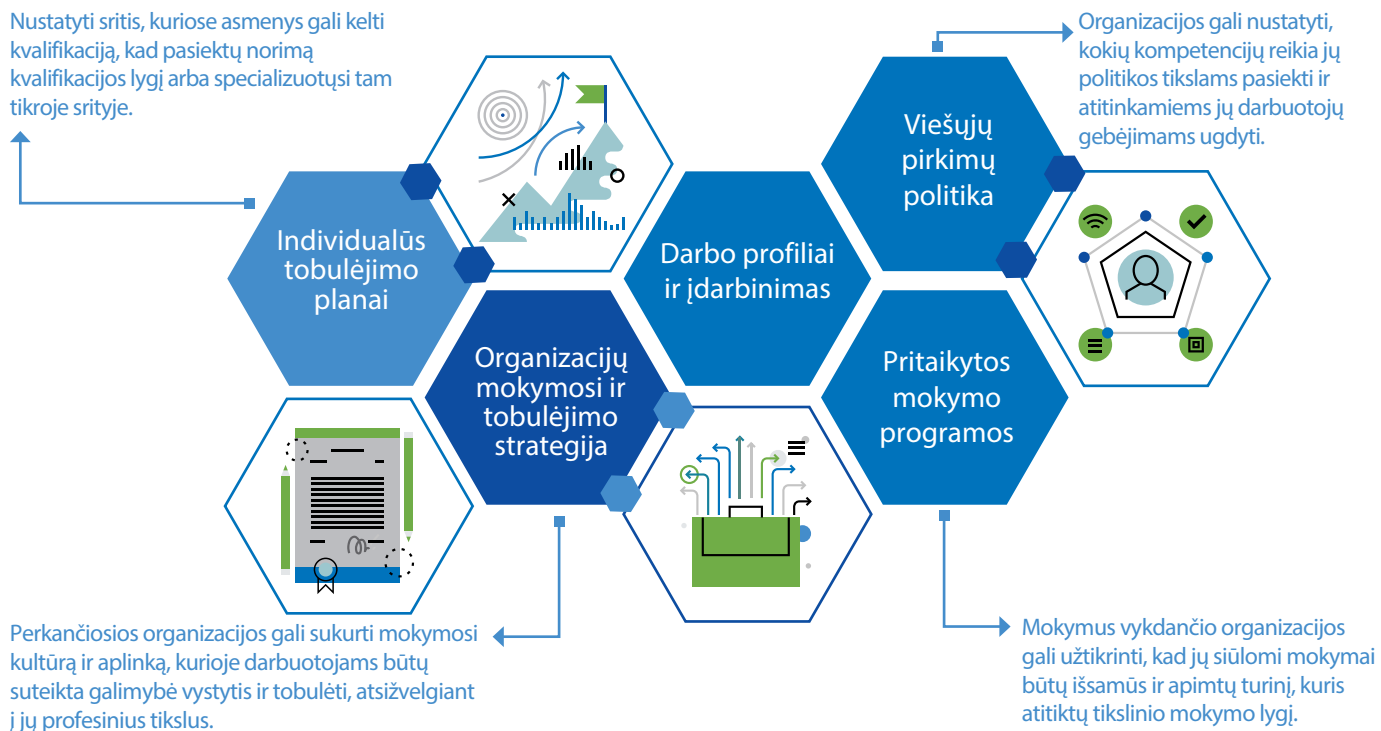 Nustatyti sritis, kuriose asmenys gali kelti
kvalifikaciją, kad pasiektų norimą
kvalifikacijos lygį arba specializuotųsi tam
tikroje srityje.
Organizacijos gali nustatyti,
kokių kompetencijų reikia jų
politikos tikslams pasiekti ir
atitinkamiems jų darbuotojų
gebėjimams ugdyti.
Viešųjų
pirkimų
politika
Individualūs
tobulėjimo
planai
Darbo profiliai
ir įdarbinimas
Organizacijų
mokymosi ir
tobulėjimo
strategija
Pritaikytos
mokymo
programos
Perkančiosios organizacijos gali sukurti mokymosi
kultūrą ir aplinką, kurioje darbuotojams būtų
suteikta galimybė vystytis ir tobulėti, atsižvelgiant
į jų profesinius tikslus.
Mokymus vykdančio organizacijos
gali užtikrinti, kad jų siūlomi mokymai
būtų išsamūs ir apimtų turinį, kuris
atitiktų tikslinio mokymo lygį.